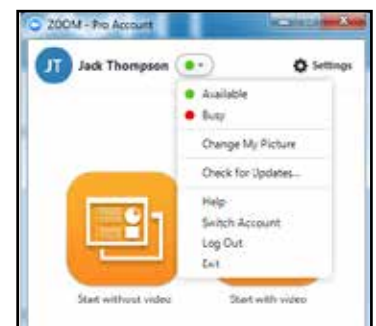 ZOOM - Pro Account
JT Jack Thompson Settings
Available
Busy
Change My Picture
Check for Updates...
Help
Switch Account
Log Out
Exit
Start without video Start with video